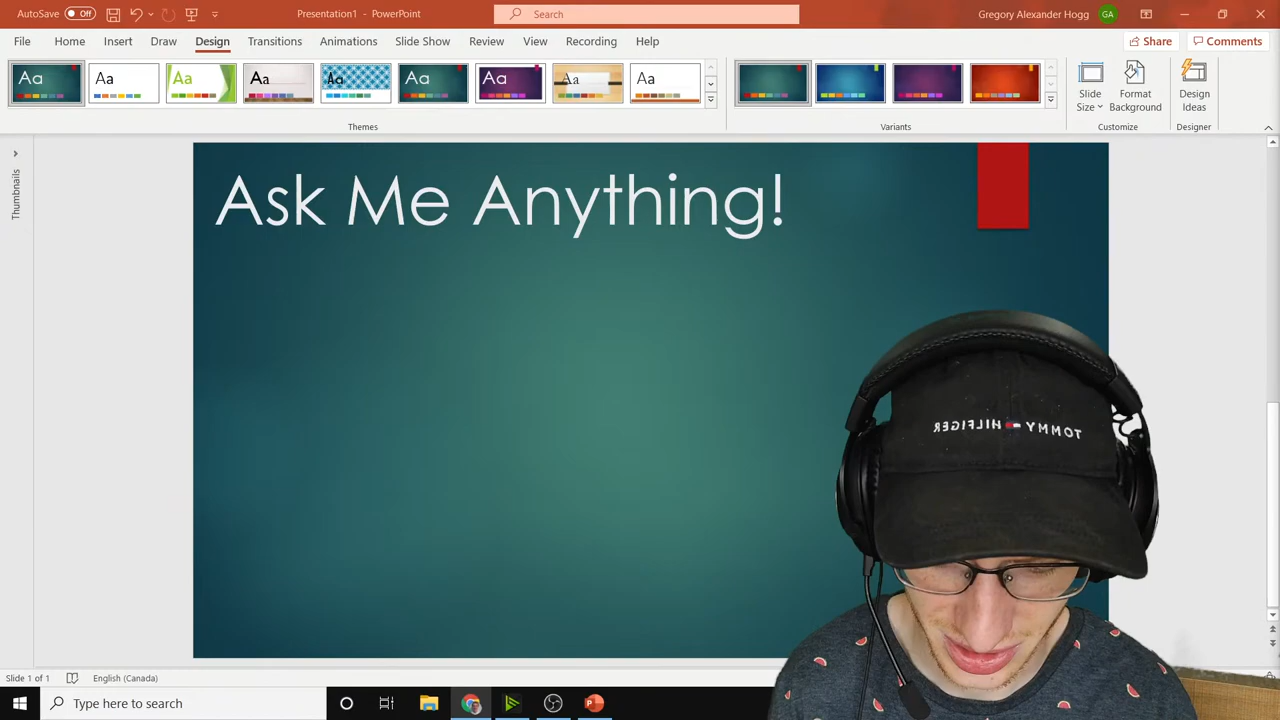 AutoSave Off Presentation1 - PowerPoint Search Gregory Alexander Hogg GA
File Home Insert Draw Design Transitions Animations Slide Show Review View Recording Help Share Comments
Aa Aa Aa Aa Aa Aa Aa Aa Aa
Slide Size
Format Background
Design Ideas
Themes Variants Customize Designer
Thumbnails
Ask Me Anything!
TOMMY HILFIGER
Slide 1 of 1 English (Canada)
Type here to search